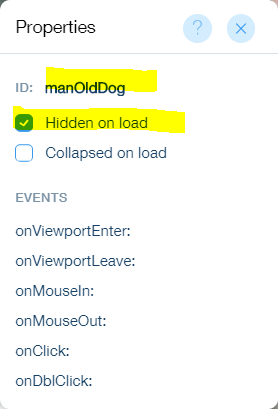 Properties
?
ID: manOldDog
Hidden on load
Collapsed on load
EVENTS
onViewportEnter:
onViewportLeave:
onMouseIn:
onMouseOut:
onClick:
onDblClick: